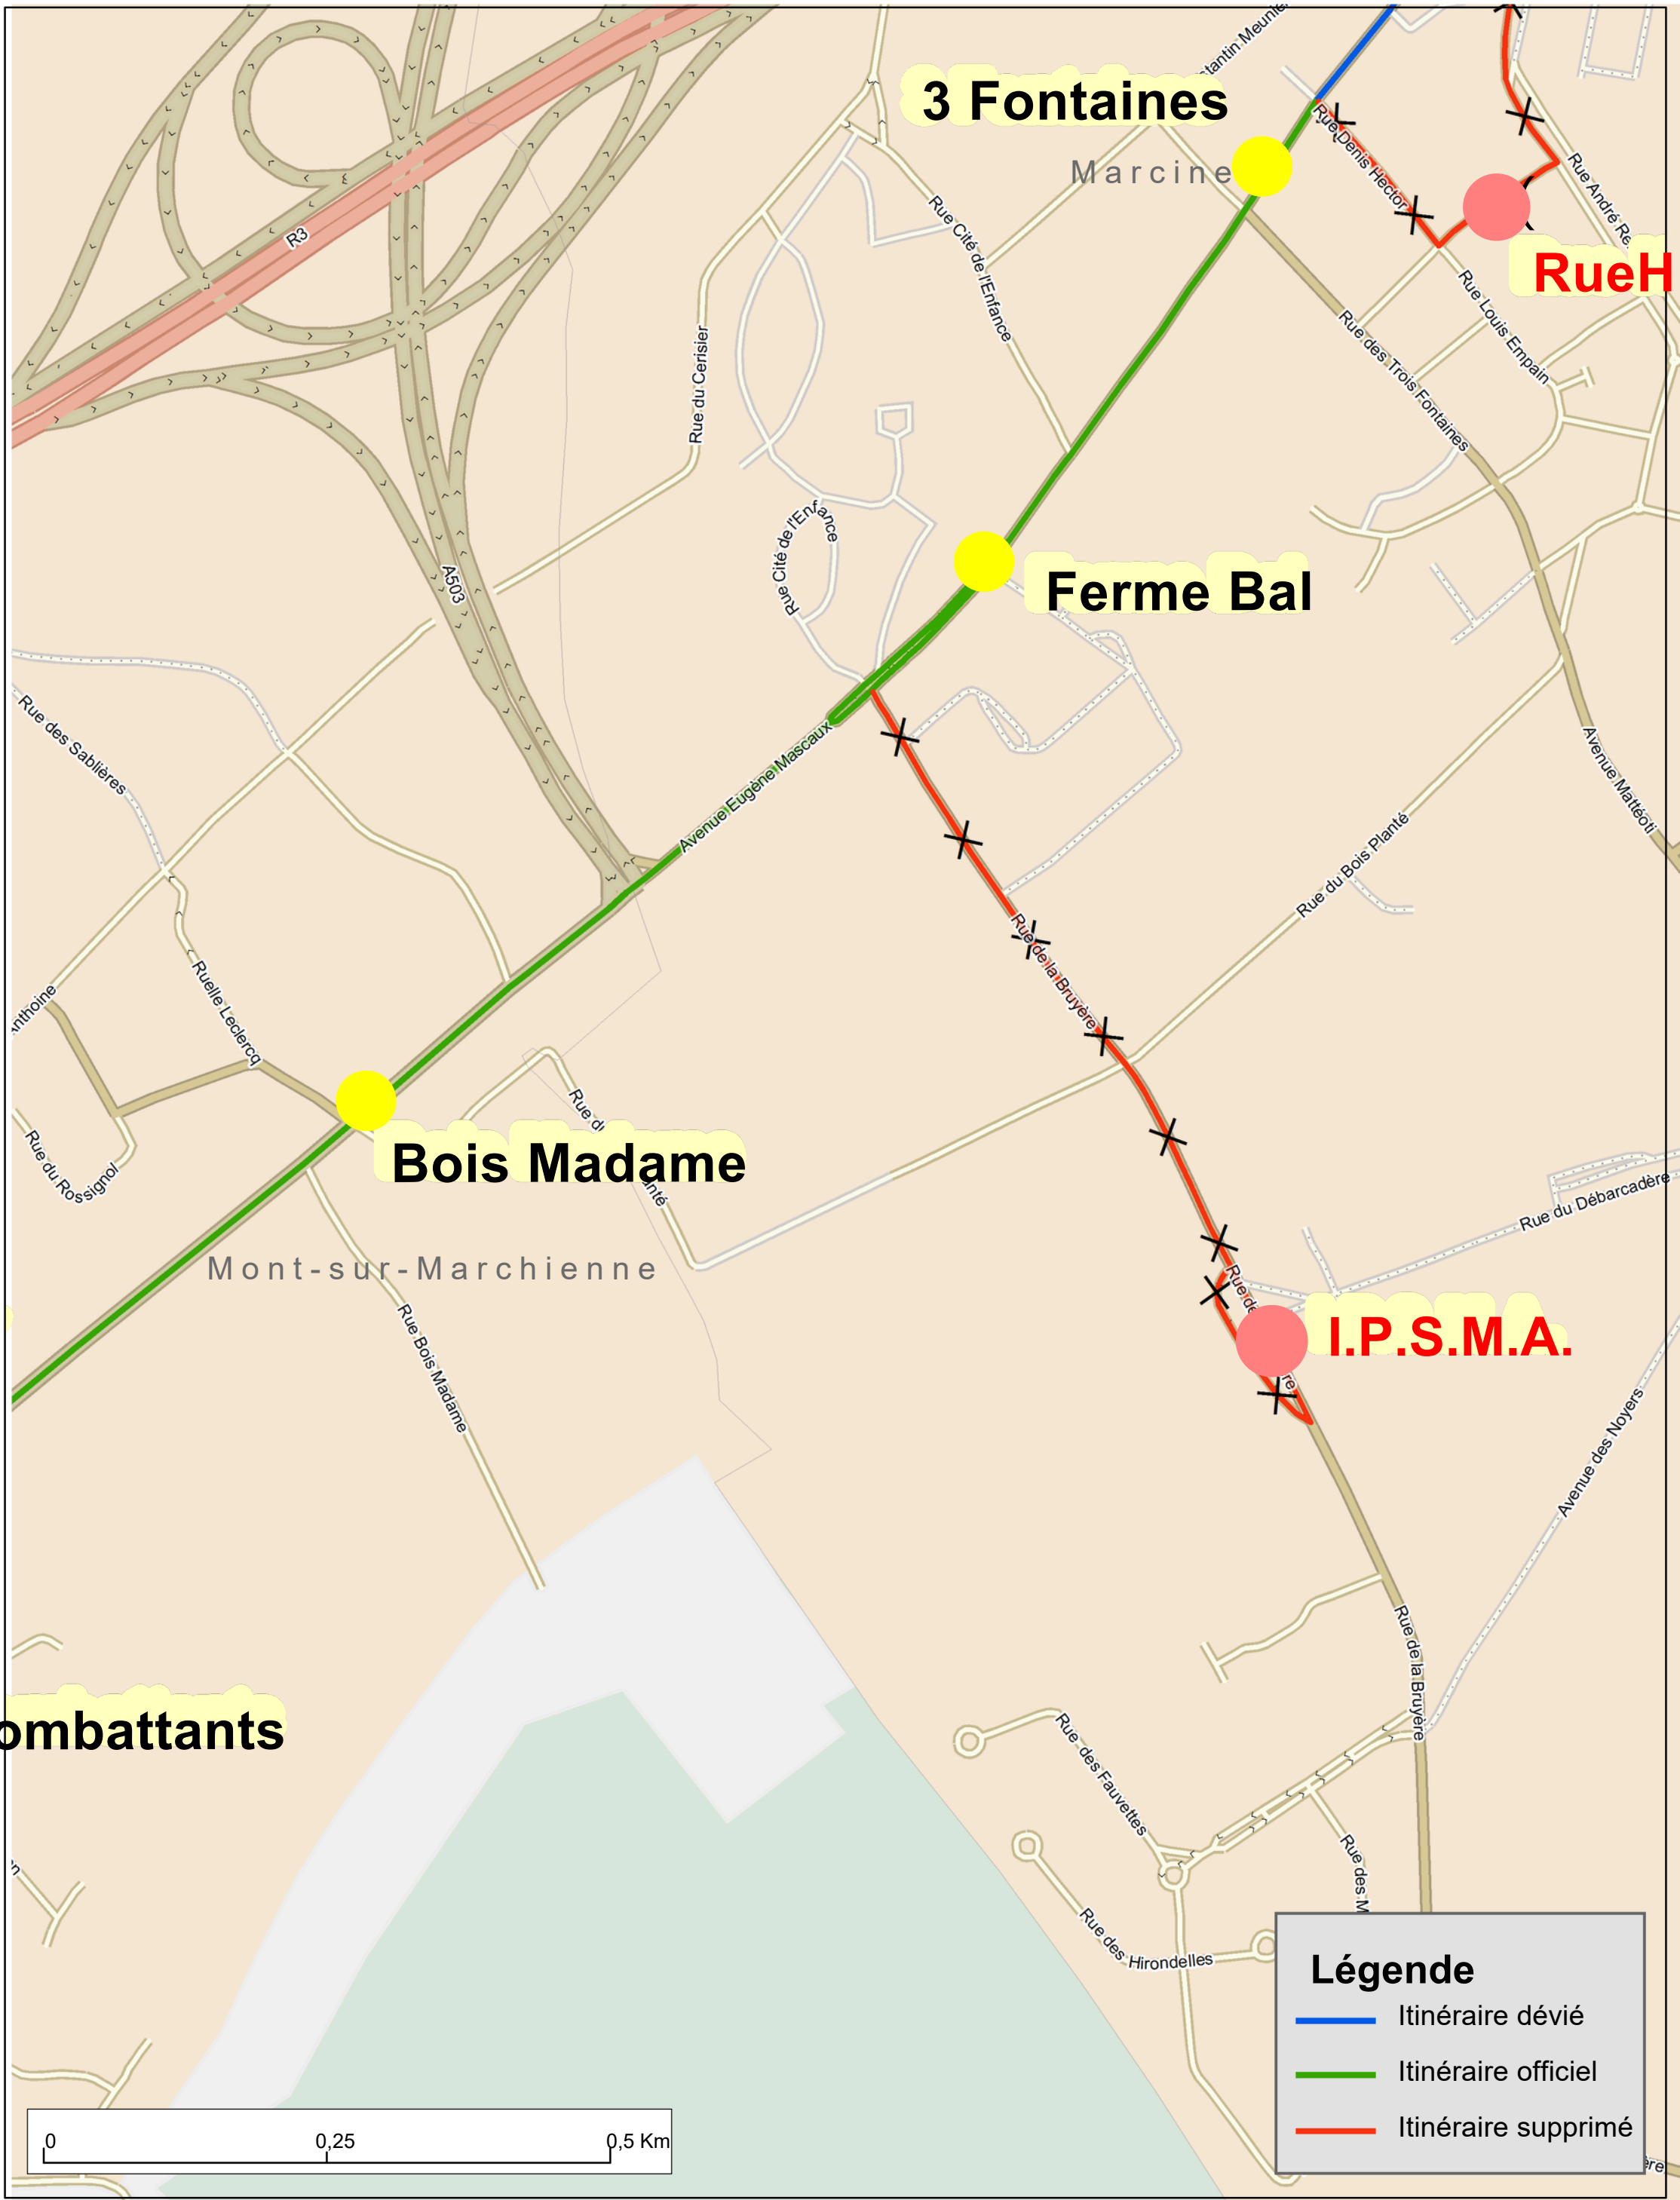 3 Fontaines
Marcine
Rue Denis Hector
RueH
R3
Rue Cité de l'Enfance
Rue du Cerisier
Rue Louis Empain
Rue des Trois Fontaines
Rue Cité de l'Enfance
A503
Ferme Bal
Rue des Sablières
Avenue Eugène Mascaux
Avenue Mattéoti
Rue du Bois Planté
Rue de la Bruyère
Ruelle Leclercq
Rue du Rossignol
Bois Madame
Mont-sur-Marchienne
Rue du Débarcadère
Rue Bois Madame
I.P.S.M.A.
Avenue des Noyers
Rue de la Bruyère
ombattants
Rue des Fauvettes
Rue des M
Rue des Hirondelles
Légende
Itinéraire dévié
Itinéraire officiel
Itinéraire supprimé
0 0,25 0,5 Km